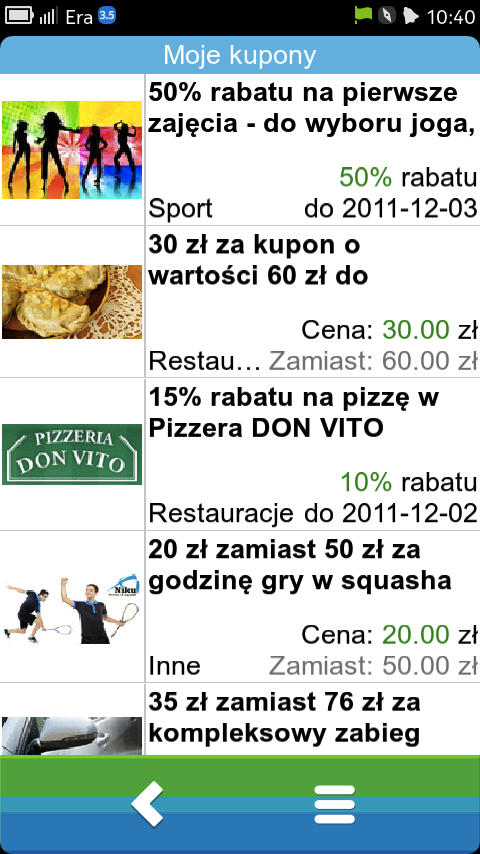 Era 3.5 10:40
Moje kupony
50% rabatu na pierwsze
zajęcia - do wyboru joga,
50% rabatu
Sport do 2011-12-03
30 zł za kupon o
wartości 60 zł do
Cena: 30.00 zł
Restau... Zamiast: 60.00 zł
PIZZERIA
DON VITO
15% rabatu na pizzę w
Pizzera DON VITO
10% rabatu
Restauracje do 2011-12-02
Niku
20 zł zamiast 50 zł za
godzinę gry w squasha
Cena: 20.00 zł
Inne Zamiast: 50.00 zł
35 zł zamiast 76 zł za
kompleksowy zabieg